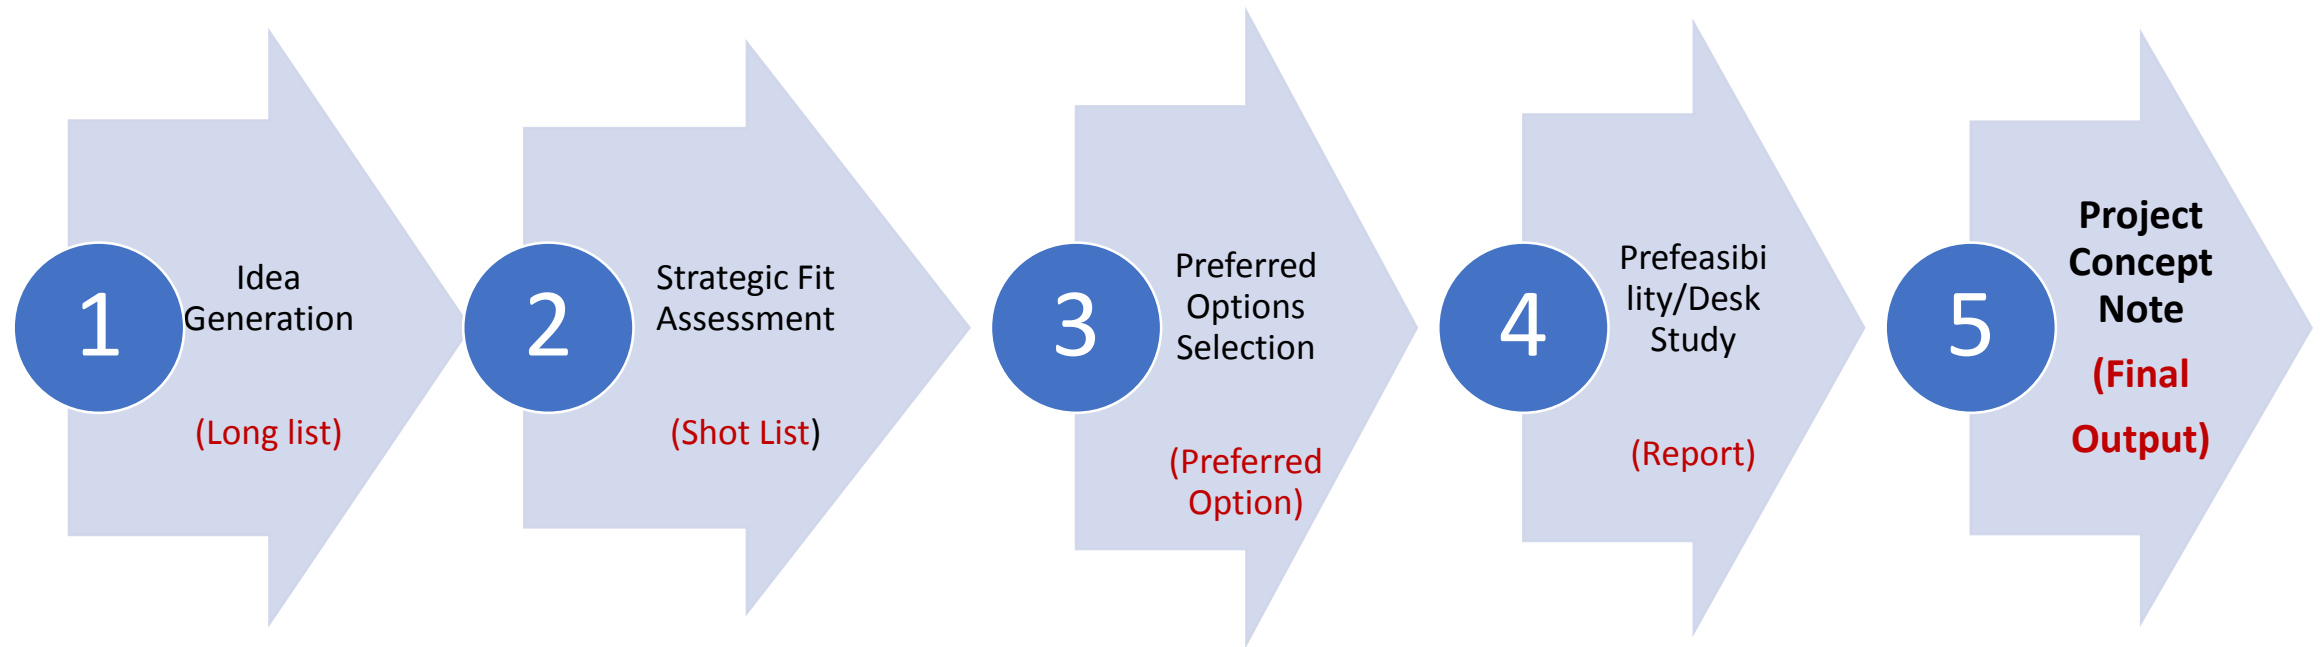 1
Idea
Generation
(Long list)
2
Strategic Fit
Assessment
(Shot List)
3
Preferred
Options
Selection
(Preferred
Option)
4
Prefeasibi
lity/Desk
Study
(Report)
5
Project
Concept
Note
(Final
Output)